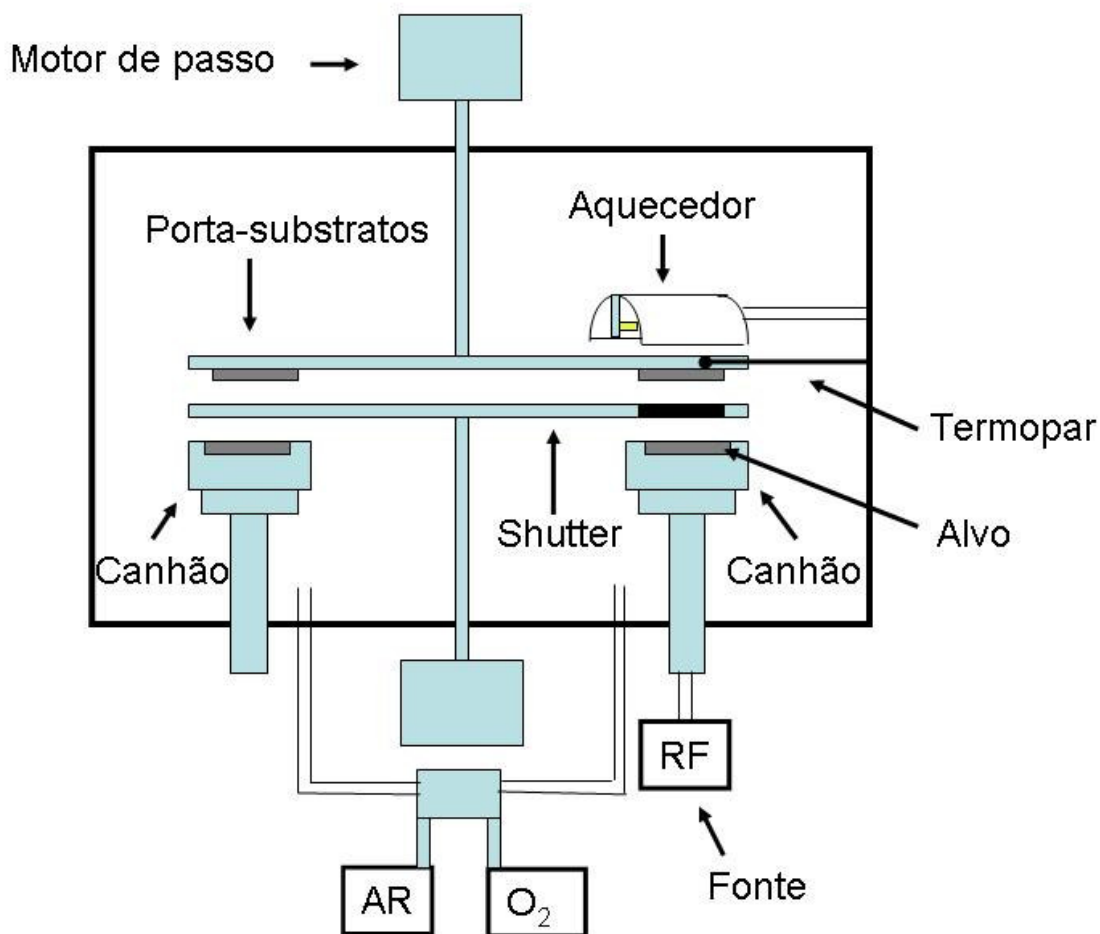 Motor de passo
Aquecedor
Porta-substratos
Termopar
Shutter
Alvo
Canhão
Canhão
RF
Fonte
AR
O₂